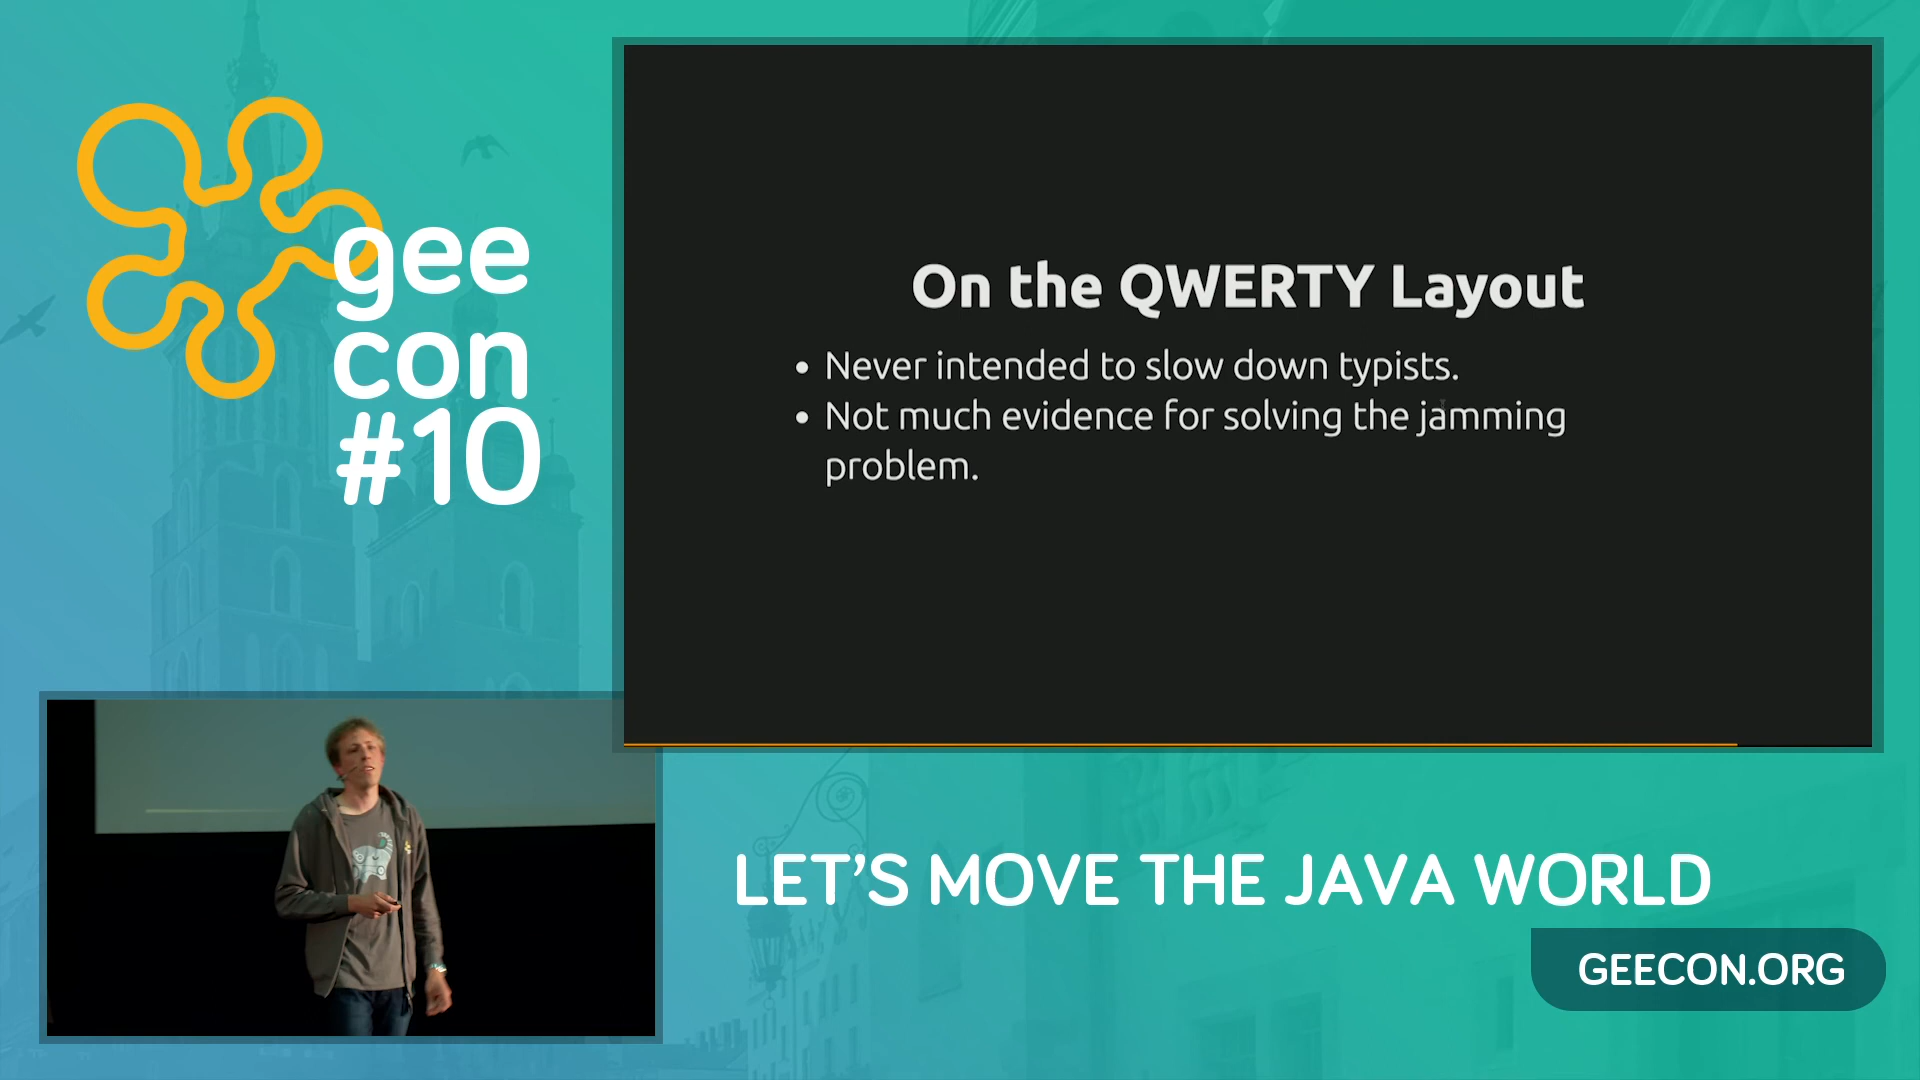 gee
con
#10
On the QWERTY Layout
• Never intended to slow down typists.
• Not much evidence for solving the jamming
problem.
LET'S MOVE THE JAVA WORLD
GEECON.ORG